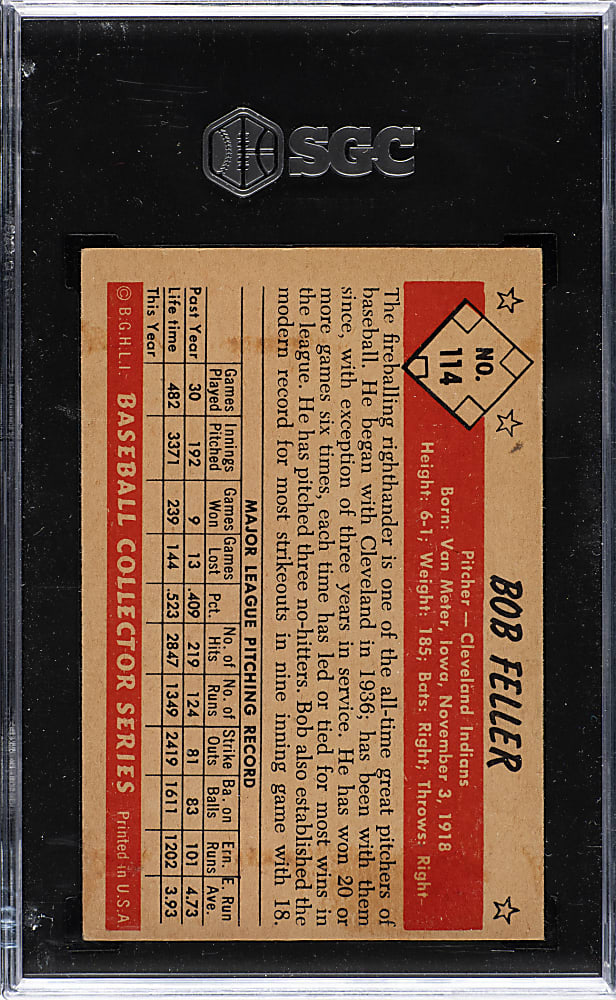 SGC
BOB FELLER
NO.
114
Pitcher — Cleveland Indians
Born: Van Meter, Iowa, November 3, 1918
Height: 6-1; Weight: 185; Bats: Right; Throws: Right
The fireballing righthander is one of the all-time great pitchers of
baseball. He began with Cleveland in 1936; has been with them
since, with exception of three years in service. He has won 20 or
more games six times, each time has led or tied for most wins in
the league. He has pitched three no-hitters. Bob also established the
modern record for most strikeouts in nine inning game with 18.
MAJOR LEAGUE PITCHING RECORD
Games Innings Games Games No. of No. of Strike Ba. on Ern. E. Run
Played Pitched Won Lost Pct. Hits Runs Outs Balls Runs Ave.
Past Year 30 192 9 13 .409 219 124 81 83 101 4.73
Life time 482 3371 239 144 .523 2847 1349 2419 1611 1202 3.93
This Year
© B.G.H.L.I. BASEBALL COLLECTOR SERIES Printed in U.S.A.